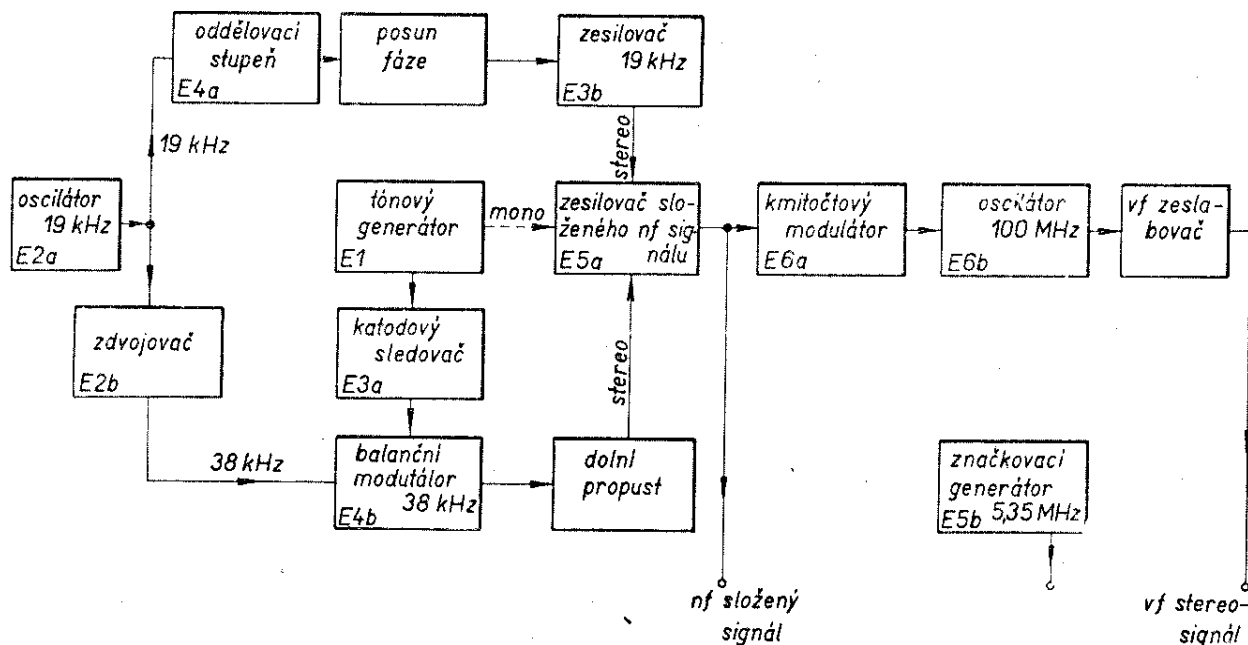 oddělovací
stupeň
E4a
posun
fáze
zesilovač
19 kHz
E3b
19 kHz
stereo
oscilátor
19 kHz
E2a
tónový
generátor
E1
mono
zesilovač slo-
ženého nf sig-
nálu
E5a
kmitočtový
modulátor
E6a
oscilátor
100 MHz
E6b
vf zesla-
bovač
zdvojovač
E2b
katodový
sledovač
E3a
stereo
38 kHz
balanční
modutálor
38 kHz
E4b
dolní
propust
značkovací
generátor
E5b 5,35 MHz
nf složený
signál
vf stereo-
signál